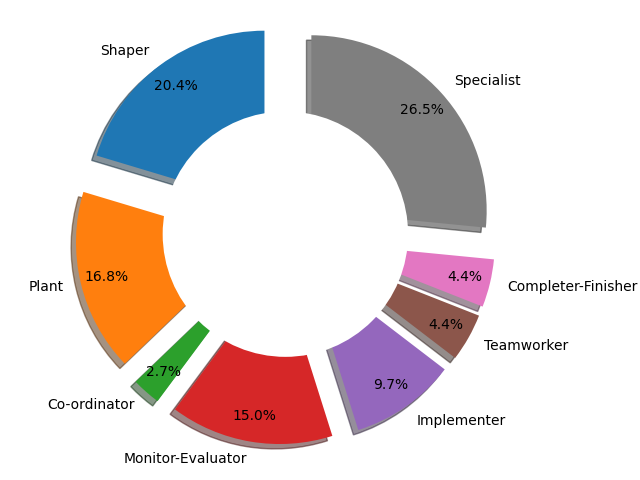 Shaper
20.4%
Specialist
26.5%
Plant
16.8%
4.4%
Completer-Finisher
4.4%
Teamworker
2.7%
Co-ordinator
9.7%
Implementer
15.0%
Monitor-Evaluator